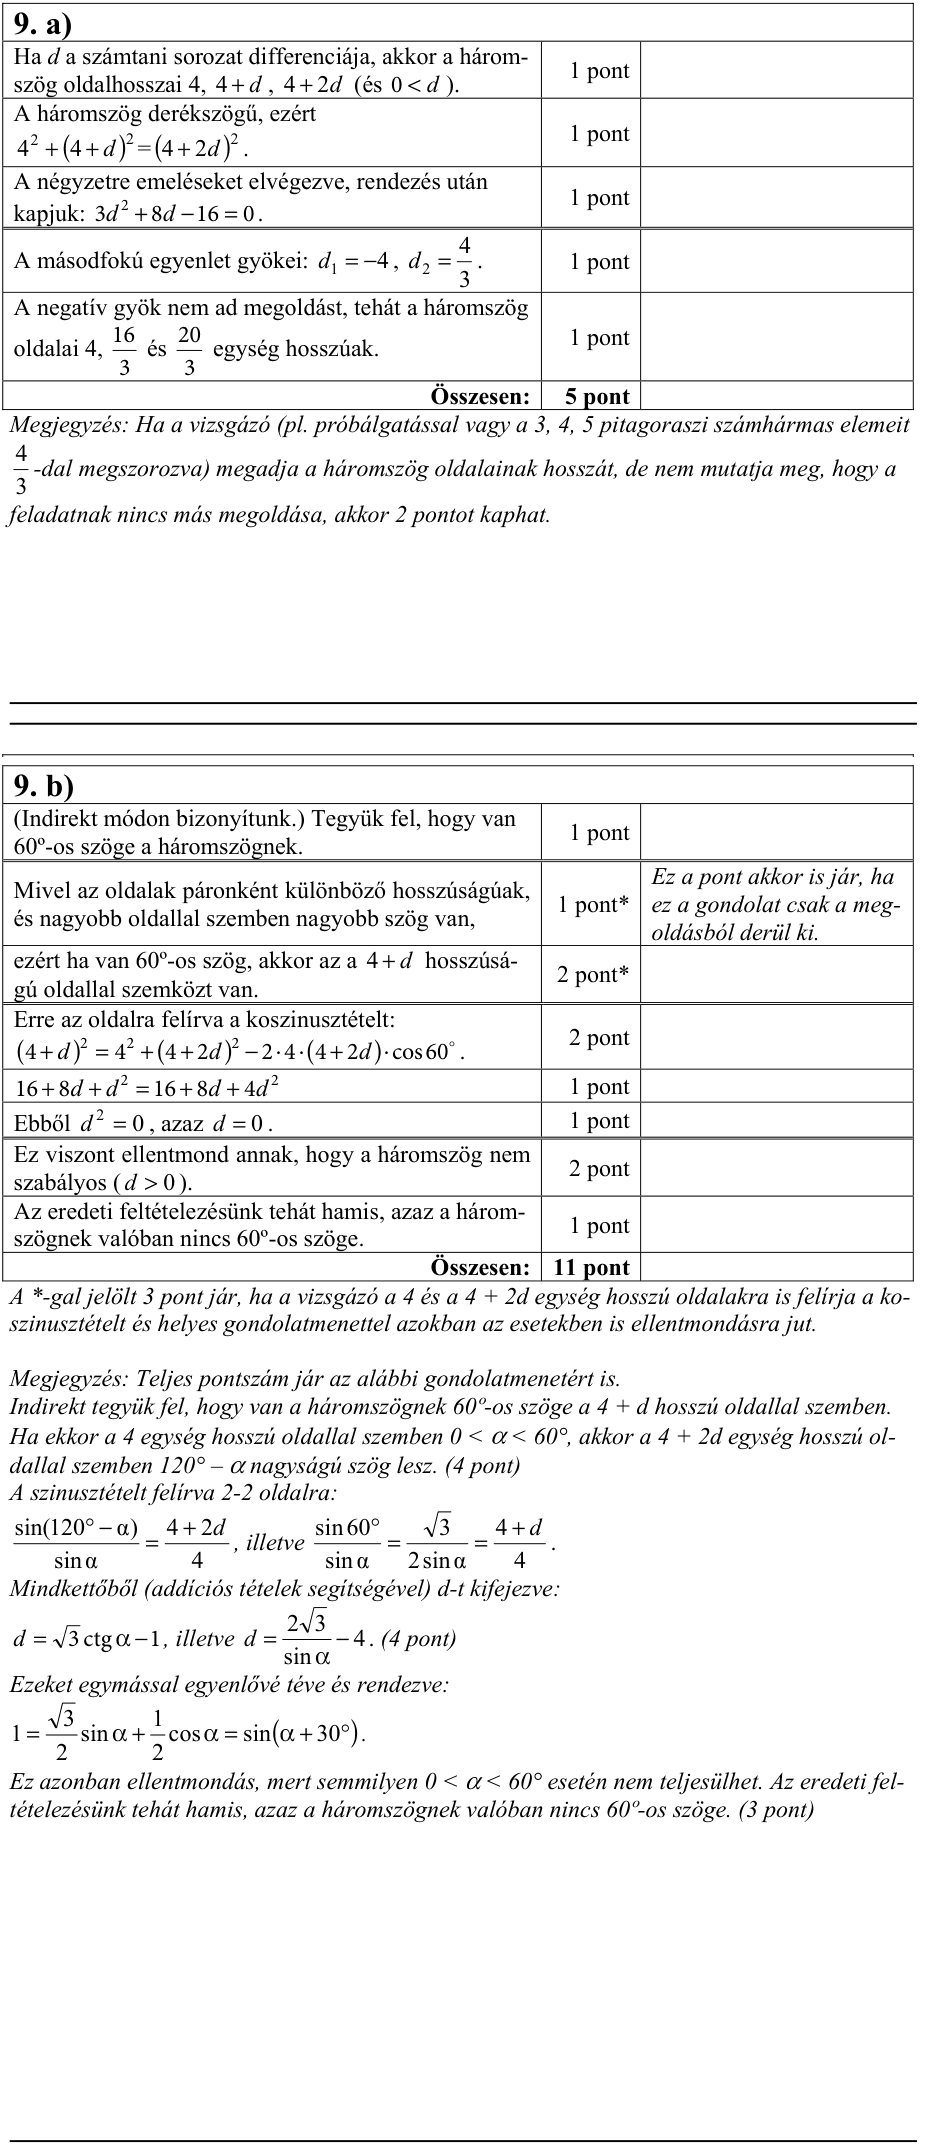 9. a)
Ha d a számtani sorozat differenciája, akkor a három-
szög oldalhosszai 4, 4 + d , 4 + 2d (és 0 < d ).
1 pont
A háromszög derékszögű, ezért
4² + (4 + d)² = (4 + 2d)² .
1 pont
A négyzetre emeléseket elvégezve, rendezés után
kapjuk: 3d² + 8d − 16 = 0 .
1 pont
A másodfokú egyenlet gyökei: d₁ = −4 , d₂ = 4/3 .
1 pont
A negatív gyök nem ad megoldást, tehát a háromszög
oldalai 4, 16/3 és 20/3 egység hosszúak.
1 pont
Összesen: 5 pont
Megjegyzés: Ha a vizsgázó (pl. próbálgatással vagy a 3, 4, 5 pitagoraszi számhármas elemeit
4/3 -dal megszorozva) megadja a háromszög oldalainak hosszát, de nem mutatja meg, hogy a
feladatnak nincs más megoldása, akkor 2 pontot kaphat.
9. b)
(Indirekt módon bizonyítunk.) Tegyük fel, hogy van
60º-os szöge a háromszögnek.
1 pont
Mivel az oldalak páronként különböző hosszúságúak,
és nagyobb oldallal szemben nagyobb szög van,
1 pont*
Ez a pont akkor is jár, ha
ez a gondolat csak a meg-
oldásból derül ki.
ezért ha van 60º-os szög, akkor az a 4 + d hosszúsá-
gú oldallal szemközt van.
2 pont*
Erre az oldalra felírva a koszinusztételt:
(4 + d)² = 4² + (4 + 2d)² − 2 · 4 · (4 + 2d) · cos 60° .
2 pont
16 + 8d + d² = 16 + 8d + 4d²
1 pont
Ebből d² = 0 , azaz d = 0 .
1 pont
Ez viszont ellentmond annak, hogy a háromszög nem
szabályos ( d > 0 ).
2 pont
Az eredeti feltételezésünk tehát hamis, azaz a három-
szögnek valóban nincs 60º-os szöge.
1 pont
Összesen: 11 pont
A *-gal jelölt 3 pont jár, ha a vizsgázó a 4 és a 4 + 2d egység hosszú oldalakra is felírja a ko-
szinusztételt és helyes gondolatmenettel azokban az esetekben is ellentmondásra jut.
Megjegyzés: Teljes pontszám jár az alábbi gondolatmenetért is.
Indirekt tegyük fel, hogy van a háromszögnek 60º-os szöge a 4 + d hosszú oldallal szemben.
Ha ekkor a 4 egység hosszú oldallal szemben 0 < α < 60°, akkor a 4 + 2d egység hosszú ol-
dallal szemben 120° – α nagyságú szög lesz. (4 pont)
A szinusztételt felírva 2-2 oldalra:
sin(120° − α)/sin α = (4 + 2d)/4 , illetve sin 60°/sin α = √3/(2 sin α) = (4 + d)/4 .
Mindkettőből (addíciós tételek segítségével) d-t kifejezve:
d = √3 ctg α − 1 , illetve d = 2√3/sin α − 4 . (4 pont)
Ezeket egymással egyenlővé téve és rendezve:
1 = √3/2 sin α + 1/2 cos α = sin(α + 30°) .
Ez azonban ellentmondás, mert semmilyen 0 < α < 60° esetén nem teljesülhet. Az eredeti fel-
tételezésünk tehát hamis, azaz a háromszögnek valóban nincs 60º-os szöge. (3 pont)